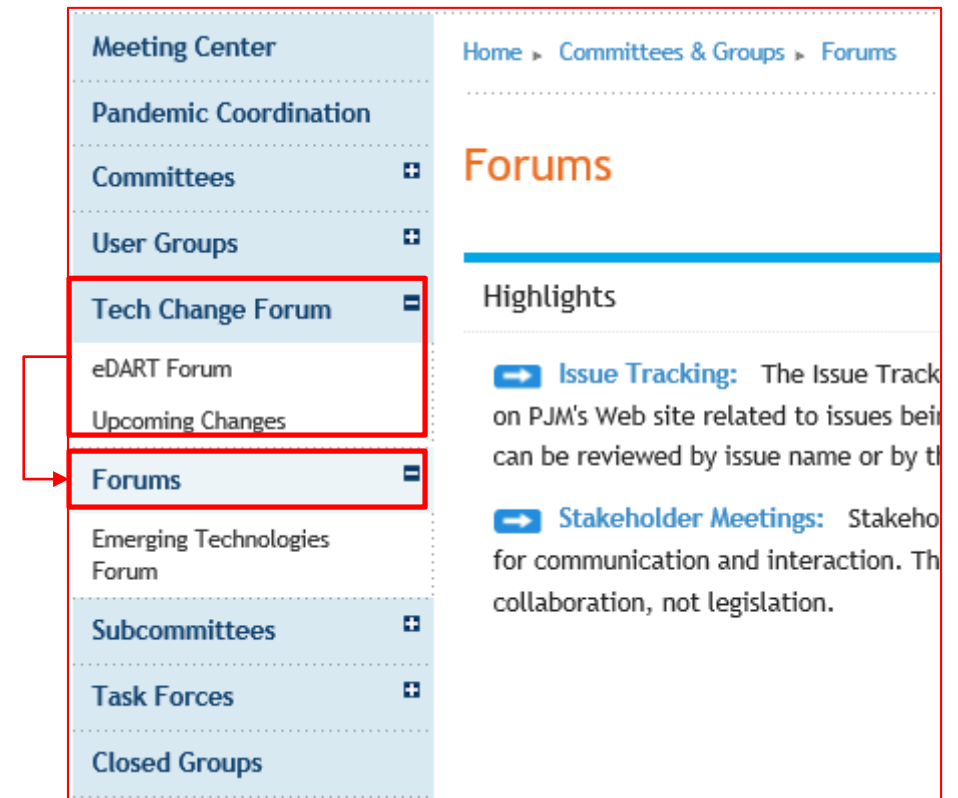 Meeting Center
Pandemic Coordination
Committees
User Groups
Tech Change Forum
eDART Forum
Upcoming Changes
Forums
Emerging Technologies
Forum
Subcommittees
Task Forces
Closed Groups
Home ▸ Committees & Groups ▸ Forums
Forums
Highlights
Issue Tracking: The Issue Track
on PJM's Web site related to issues bei
can be reviewed by issue name or by t
Stakeholder Meetings: Stakeho
for communication and interaction. Th
collaboration, not legislation.